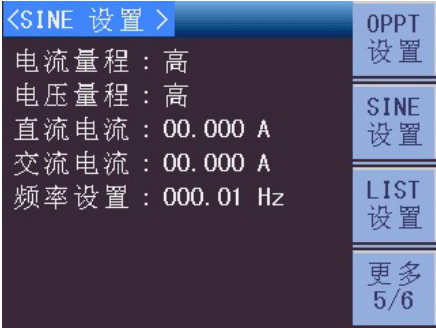 <SINE 设置 >
电流量程 : 高
电压量程 : 高
直流电流 : 00.000 A
交流电流 : 00.000 A
频率设置 : 000.01 Hz
OPPT
设置
SINE
设置
LIST
设置
更多
5/6